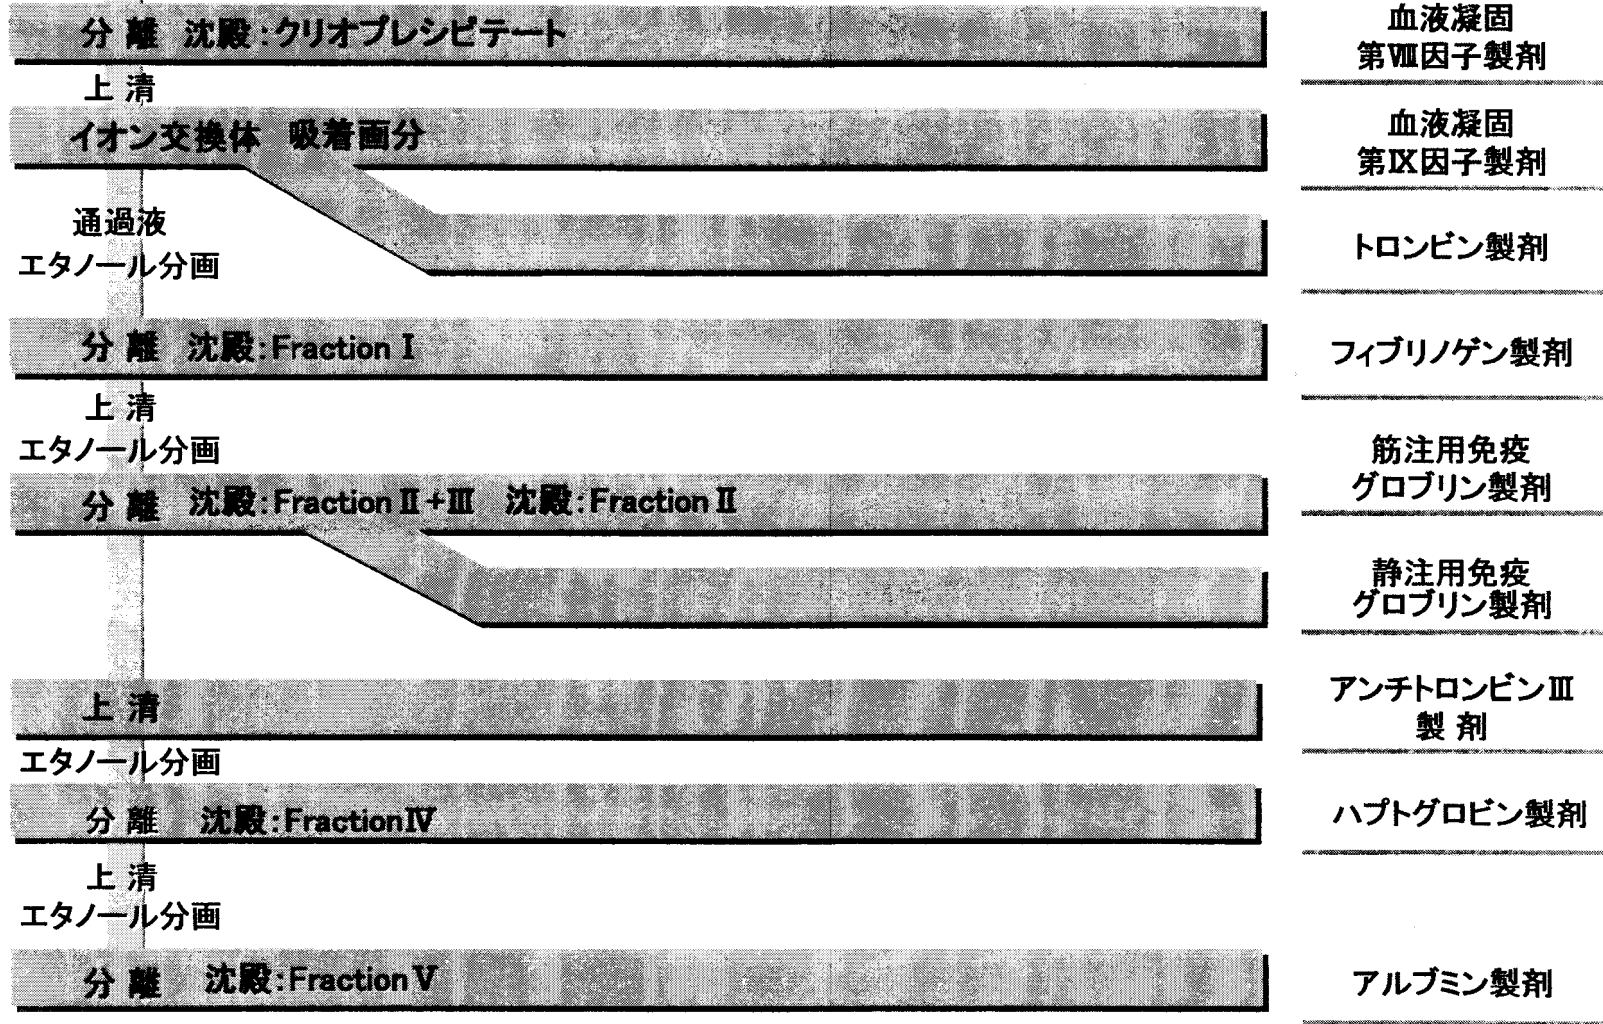 分 離 沈殿:クリオプレシピテート
血液凝固
第Ⅷ因子製剤
上 清
イオン交換体 吸着画分
血液凝固
第Ⅸ因子製剤
通過液
エタノール分画
トロンビン製剤
分 離 沈殿:Fraction Ⅰ
フィブリノゲン製剤
上 清
エタノール分画
分 離 沈殿:Fraction Ⅱ+Ⅲ 沈殿:Fraction Ⅱ
筋注用免疫
グロブリン製剤
静注用免疫
グロブリン製剤
上 清
アンチトロンビンⅢ
製 剤
エタノール分画
分 離 沈殿:FractionⅣ
ハプトグロビン製剤
上 清
エタノール分画
分 離 沈殿:Fraction Ⅴ
アルブミン製剤